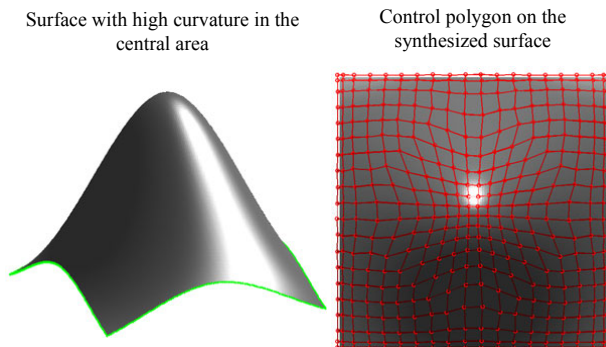 Surface with high curvature in the
central area
Control polygon on the
synthesized surface